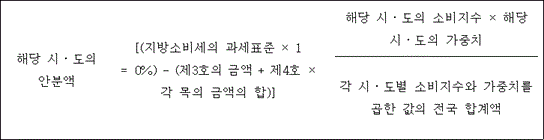 해당 시·도의 소비지수 × 해당
시·도의 가중치
[(지방소비세의 과세표준 × 1
해당 시·도의
안분액
= 0%) - (제3호의 금액 + 제4호 ×
각 목의 금액의 합)]
각 시·도별 소비지수와 가중치를
곱한 값의 전국 합계액